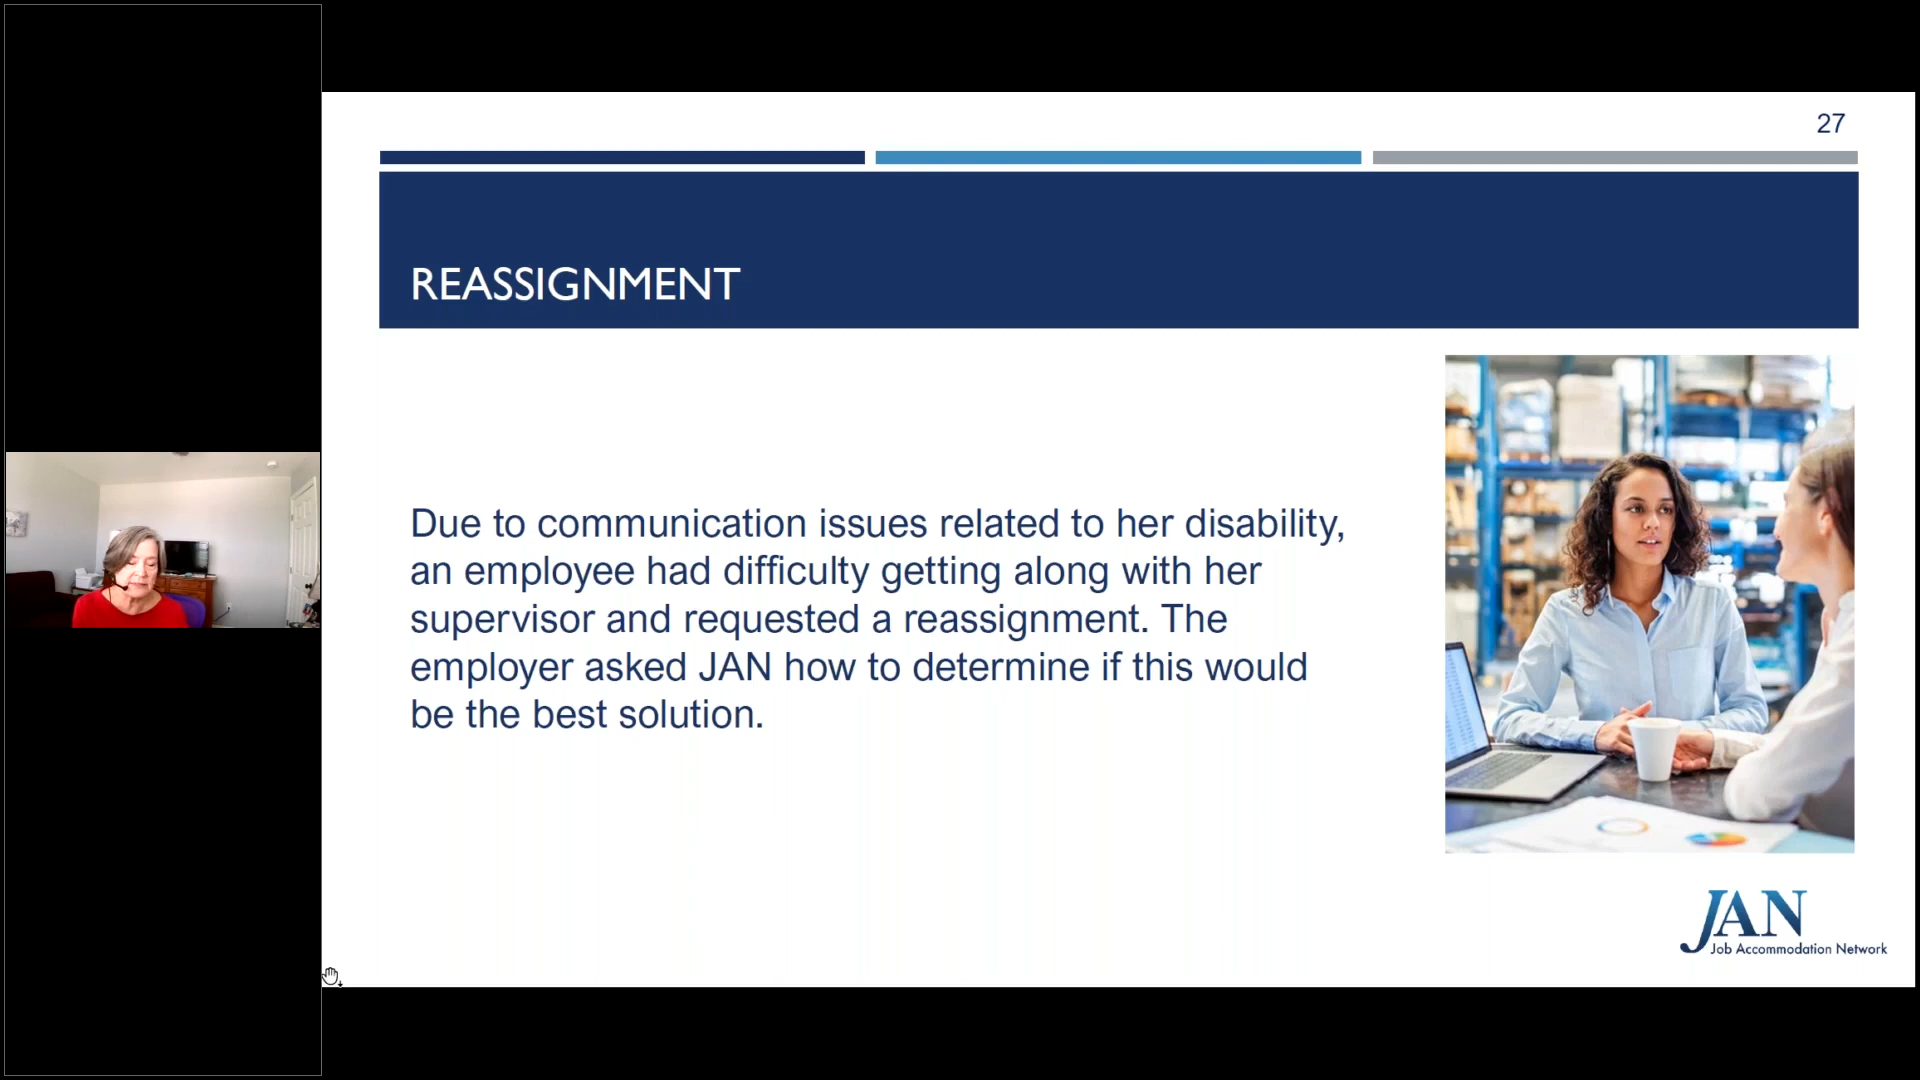 27
REASSIGNMENT
Due to communication issues related to her disability,
an employee had difficulty getting along with her
supervisor and requested a reassignment. The
employer asked JAN how to determine if this would
be the best solution.
JAN
Job Accommodation Network